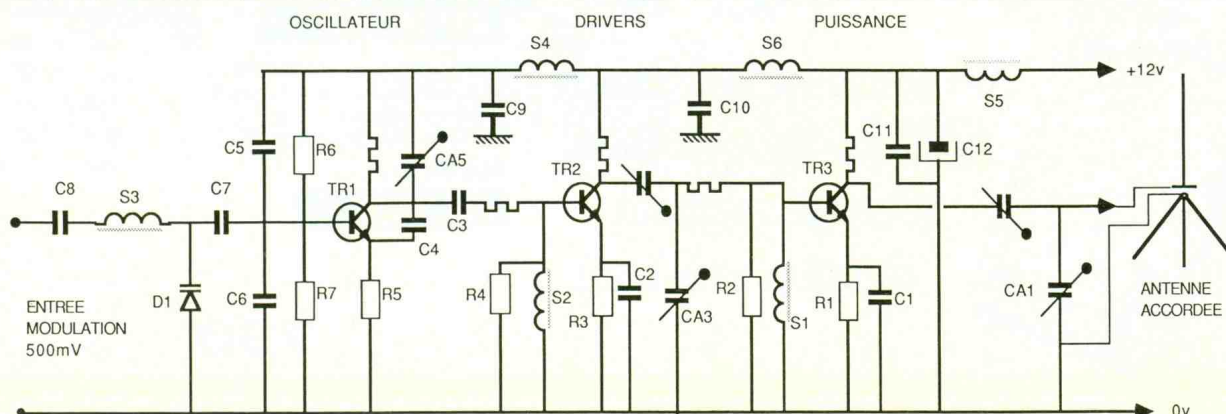 OSCILLATEUR
DRIVERS
PUISSANCE
S4
S6
+12v
S5
C9
C10
C11
C12
C5
R6
CA5
C8
S3
C7
TR1
TR2
TR3
C3
C4
D1
C6
R7
R5
R4
S2
R3
C2
CA3
R2
S1
R1
C1
CA1
ENTREE
MODULATION
500mV
ANTENNE
ACCORDEE
0v